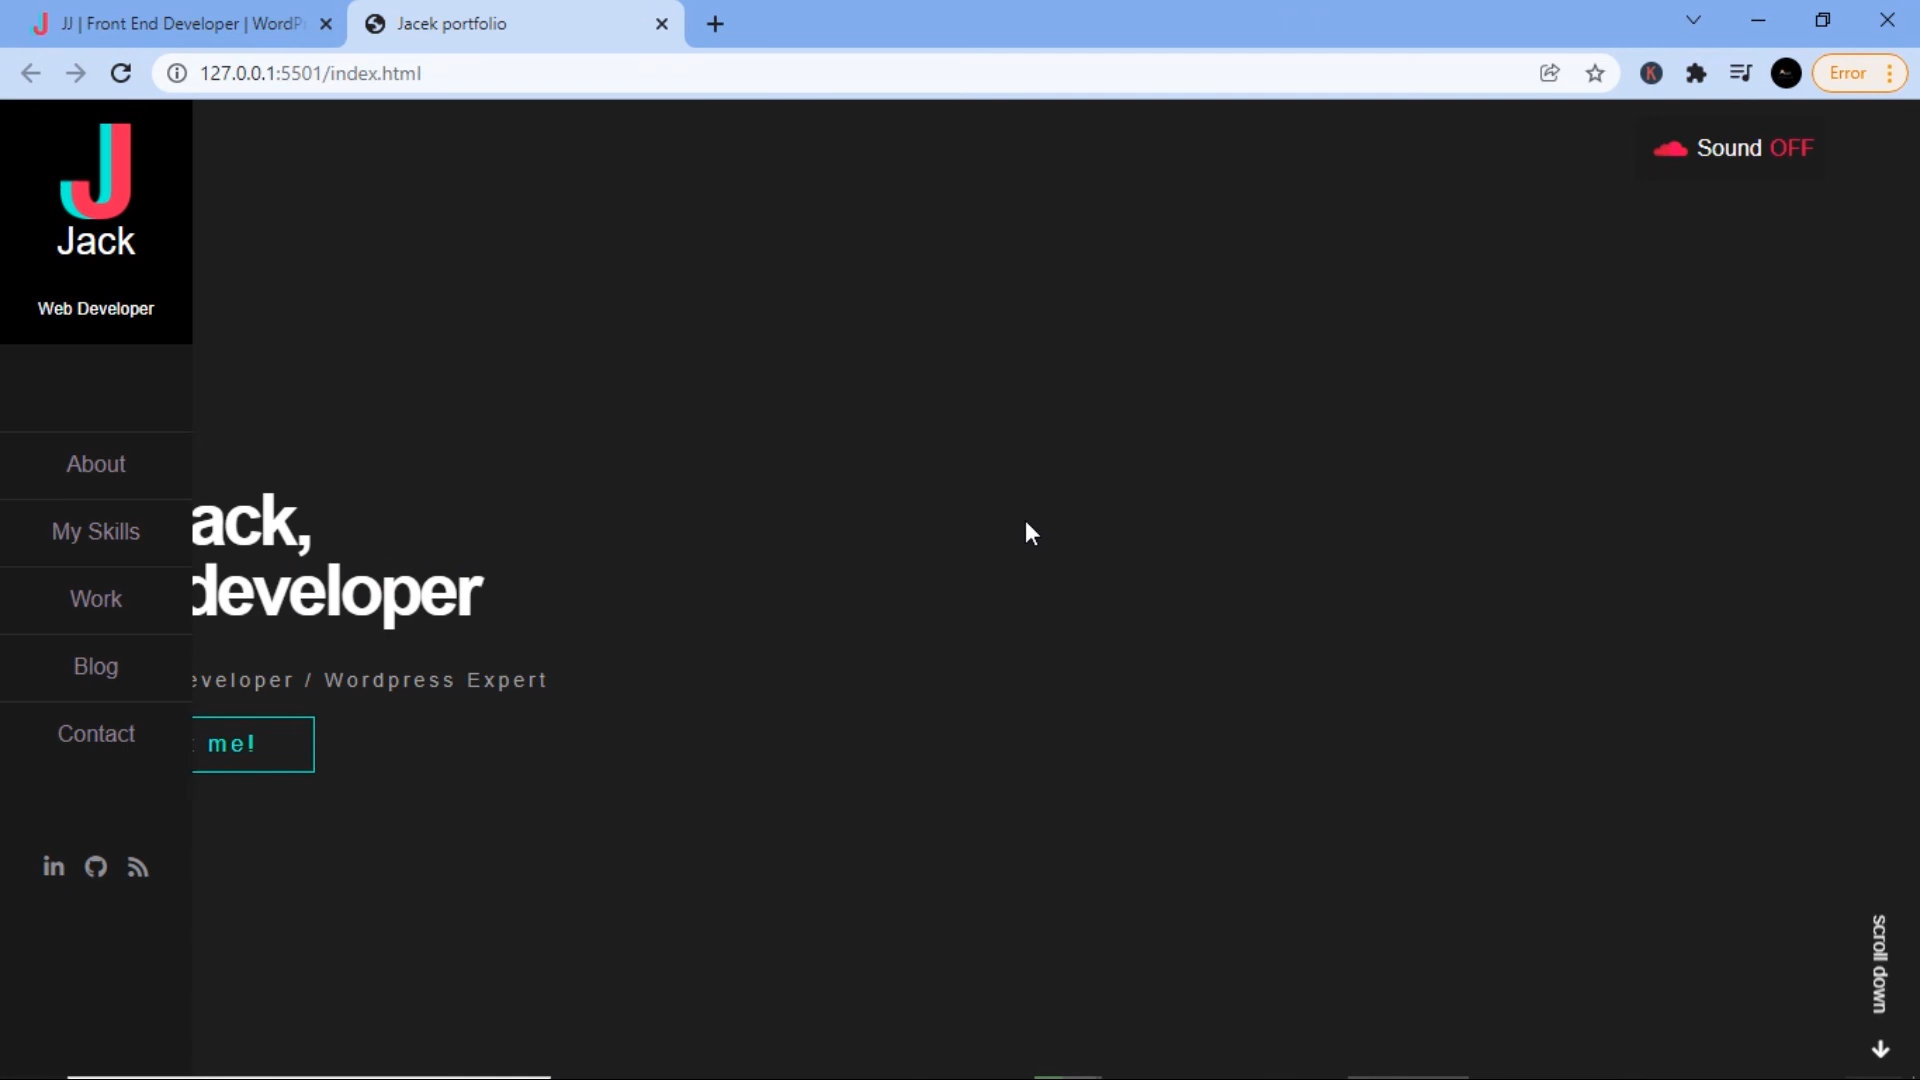 JJ | Front End Developer | WordP
Jacek portfolio
127.0.0.1:5501/index.html
K
Error
J
Jack
Web Developer
Sound OFF
About
My Skills
Work
Blog
Contact
ack,
developer
eveloper / Wordpress Expert
me!
in
scroll down